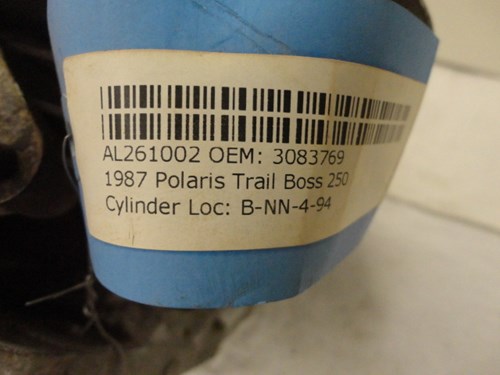 AL261002 OEM: 3083769
1987 Polaris Trail Boss 250
Cylinder Loc: B-NN-4-94